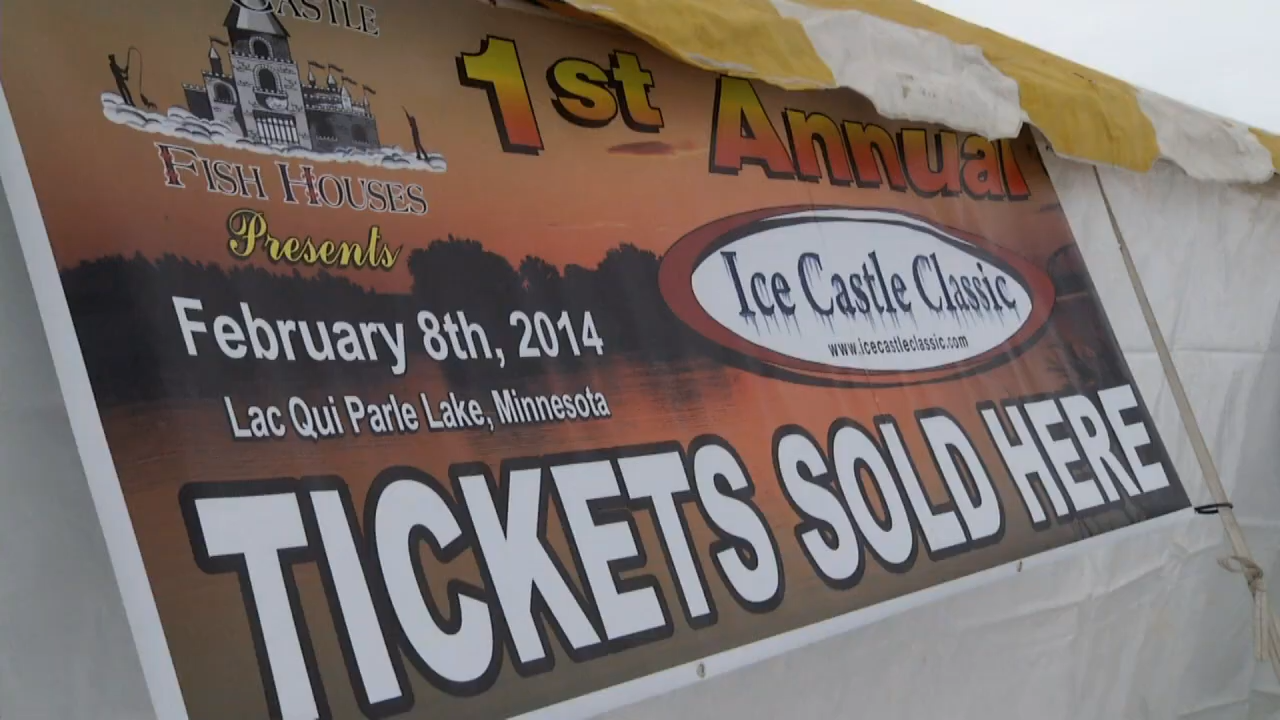 CASTLE
FISH HOUSES
Presents
1st Annual
Ice Castle Classic
www.icecastleclassic.com
February 8th, 2014
Lac Qui Parle Lake, Minnesota
TICKETS SOLD HERE